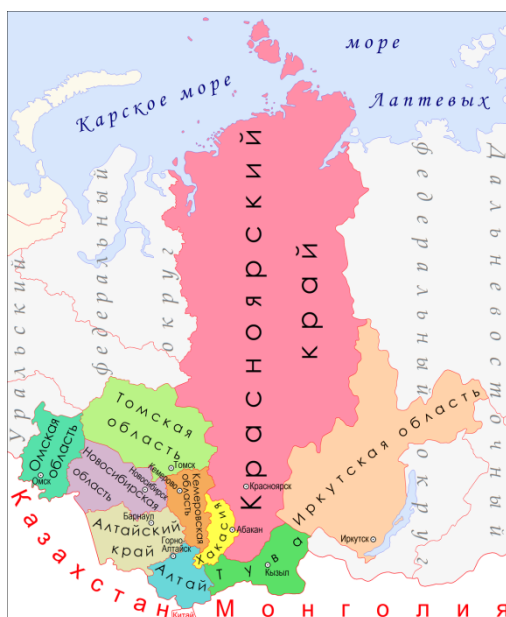 море
Карское море
Лаптевых
Уральский
федеральный
округ
Красноярский
край
федеральный
округ
Дальневосточный
Томская
область
Омская
область
Омск
Новосибирская
область
Новосибирск
Томск
Кемерово
Кемеровская
область
Красноярск
Иркутская область
Иркутск
Барнаул
Алтайский
край
Горно-
Алтайск
Хакасия
Абакан
Алтай
Тува
Кызыл
Казахстан
Китай
Монголия